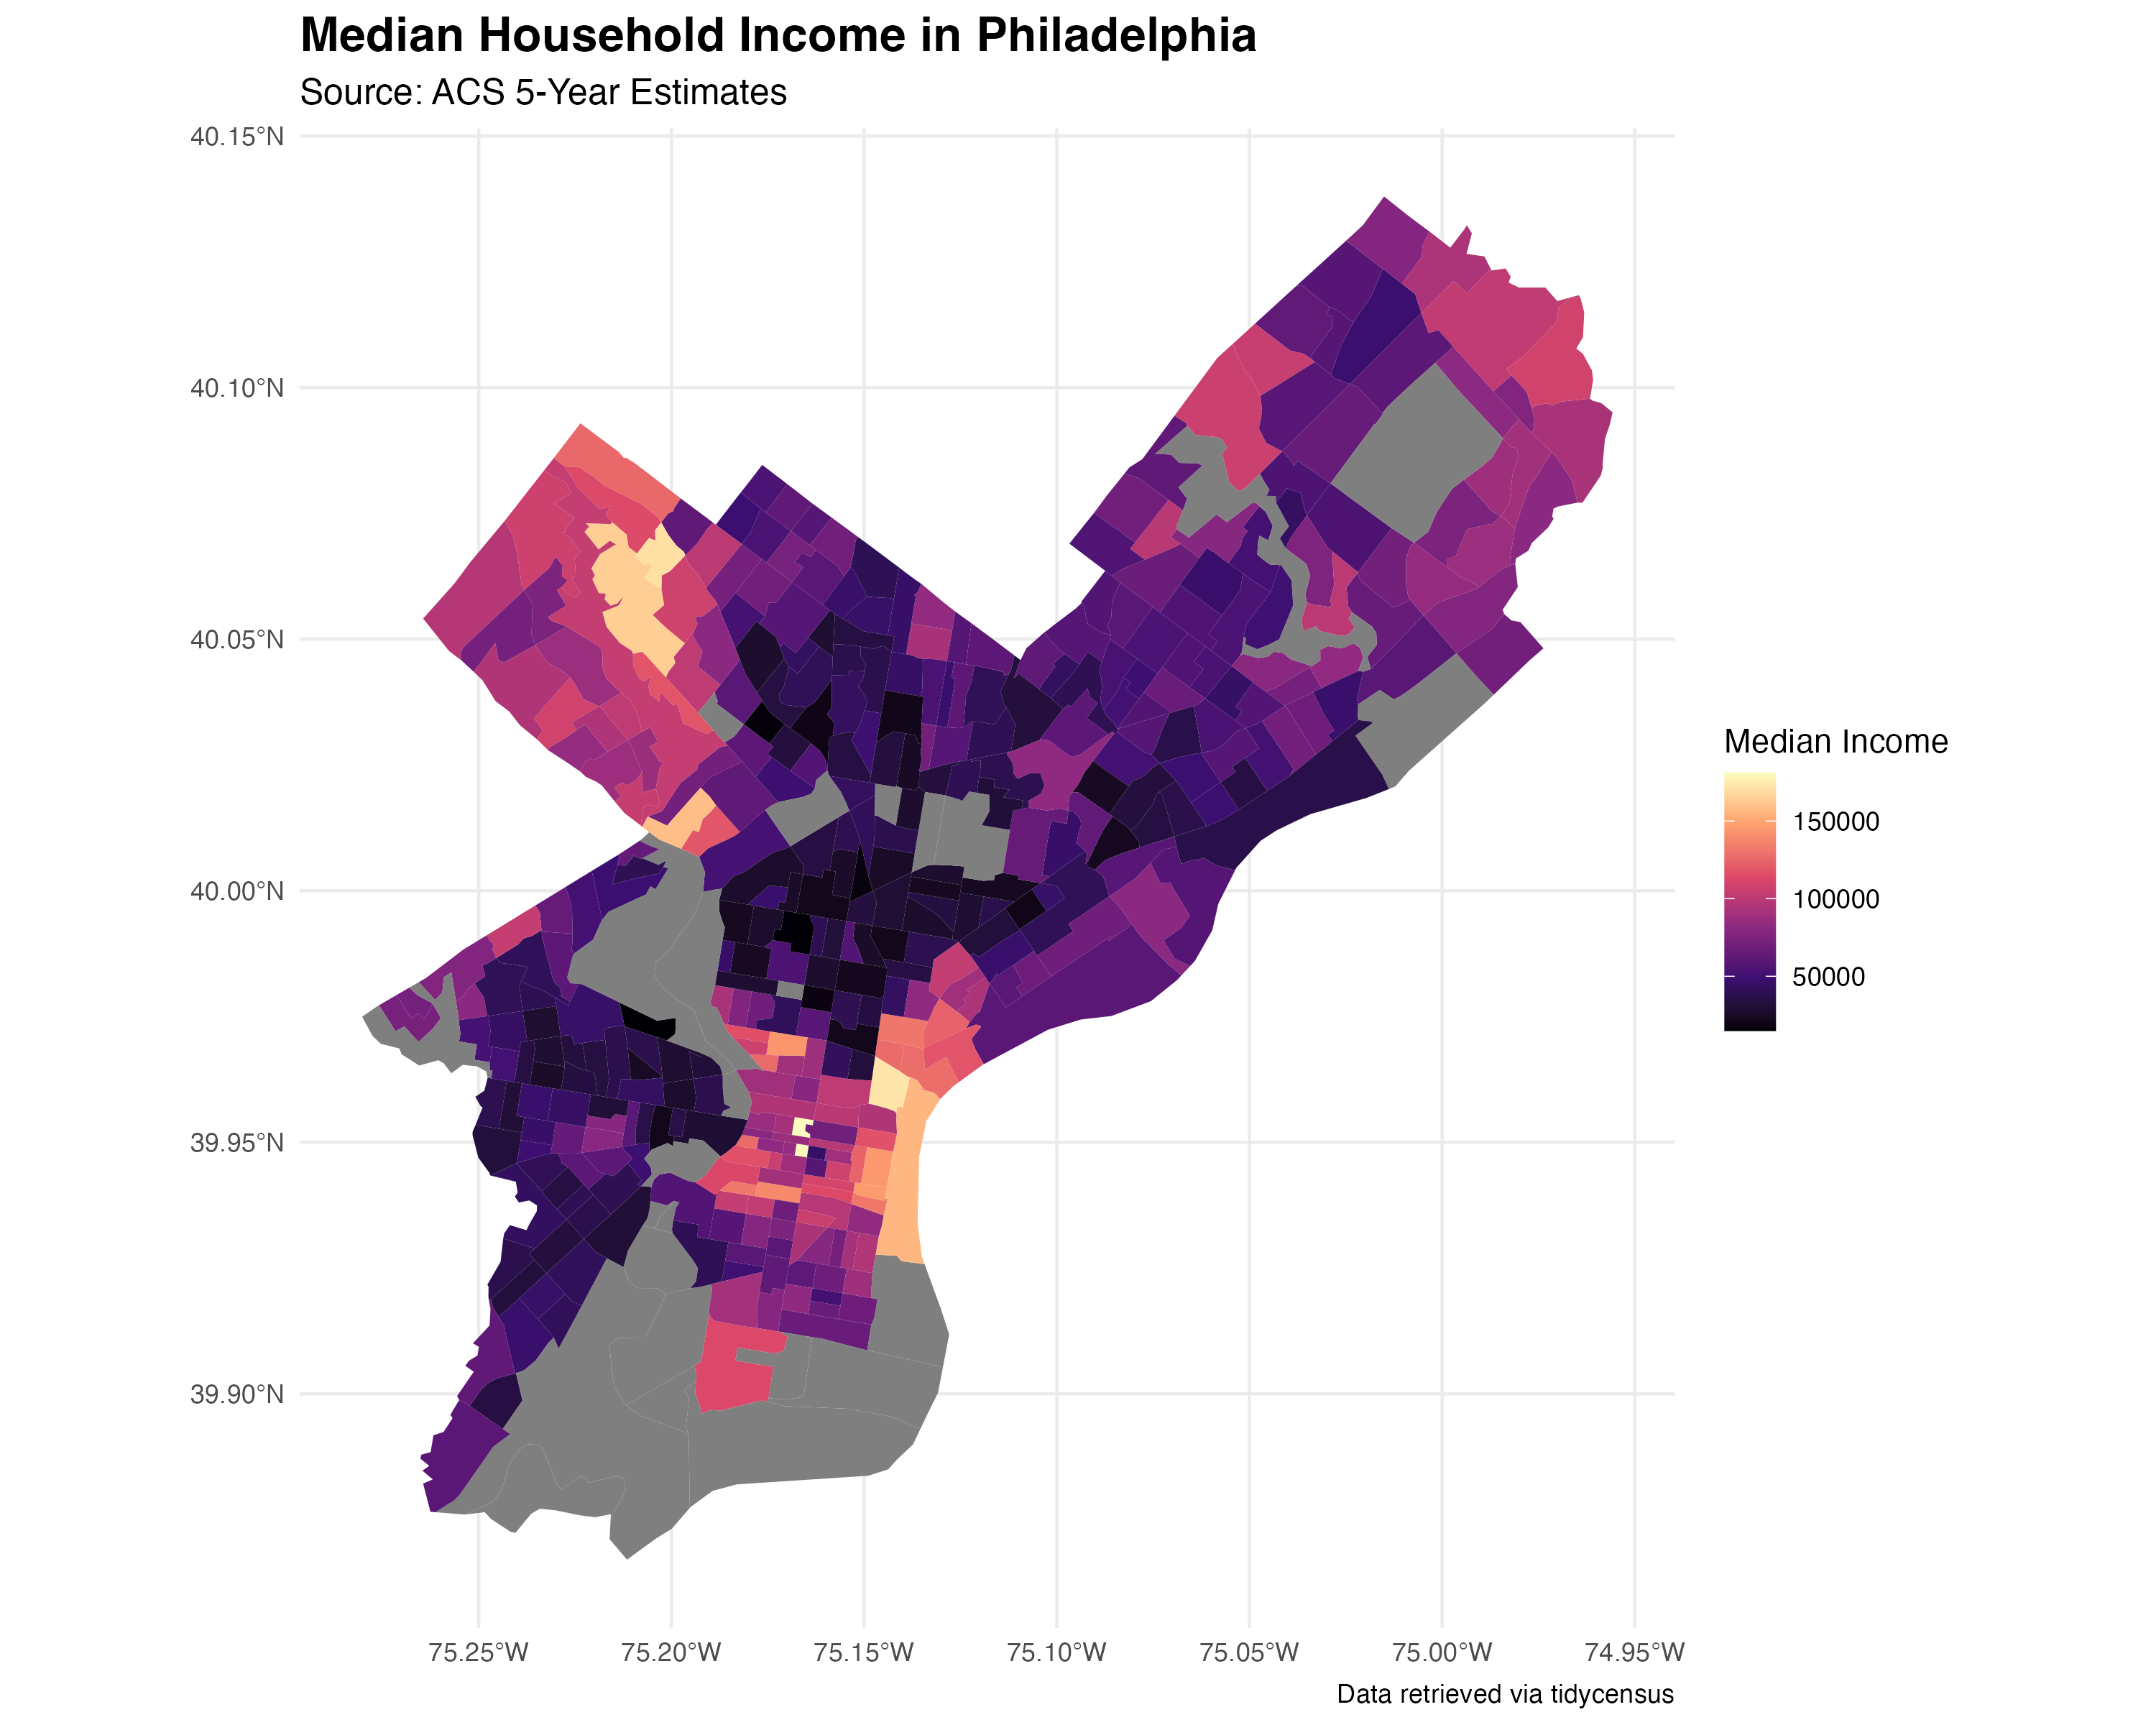 Median Household Income in Philadelphia
Source: ACS 5-Year Estimates
40.15°N
40.10°N
40.05°N
40.00°N
39.95°N
39.90°N
75.25°W
75.20°W
75.15°W
75.10°W
75.05°W
75.00°W
74.95°W
Median Income
150000
100000
50000
Data retrieved via tidycensus